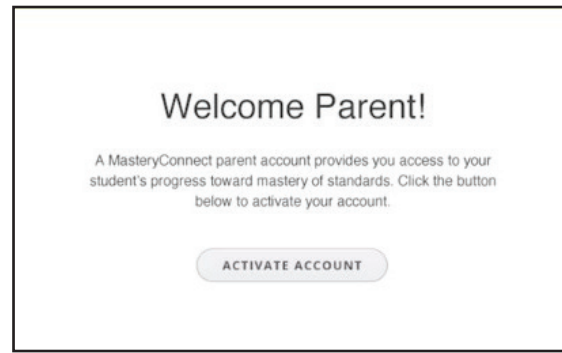 Welcome Parent!
A MasteryConnect parent account provides you access to your
student's progress toward mastery of standards. Click the button
below to activate your account.
ACTIVATE ACCOUNT